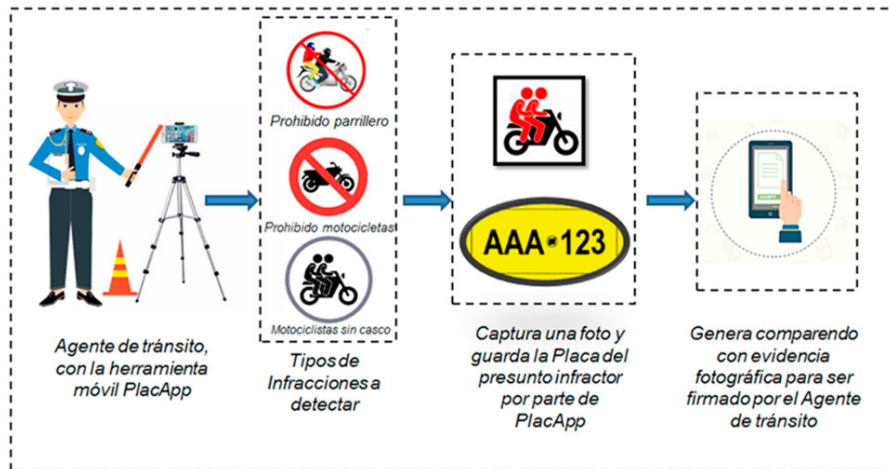 Prohibido parrillero
Prohibido motocicletas
Motociclistas sin casco
AAA 123
Agente de tránsito,
con la herramienta
móvil PlacApp
Tipos de
Infracciones a
detectar
Captura una foto y
guarda la Placa del
presunto infractor
por parte de
PlacApp
Genera comparendo
con evidencia
fotográfica para ser
firmado por el Agente
de tránsito